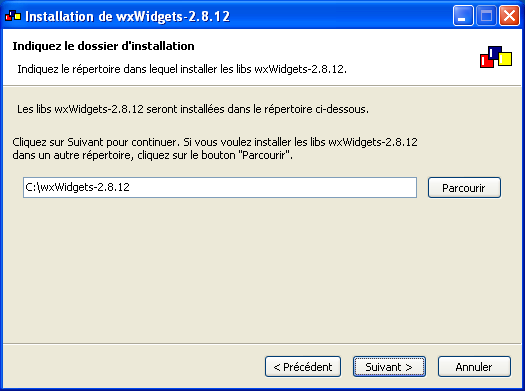 Installation de wxWidgets-2.8.12
Indiquez le dossier d'installation
Indiquez le répertoire dans lequel installer les libs wxWidgets-2.8.12.
Les libs wxWidgets-2.8.12 seront installées dans le répertoire ci-dessous.
Cliquez sur Suivant pour continuer. Si vous voulez installer les libs wxWidgets-2.8.12
dans un autre répertoire, cliquez sur le bouton "Parcourir".
C:\wxWidgets-2.8.12
Parcourir
< Précédent
Suivant >
Annuler